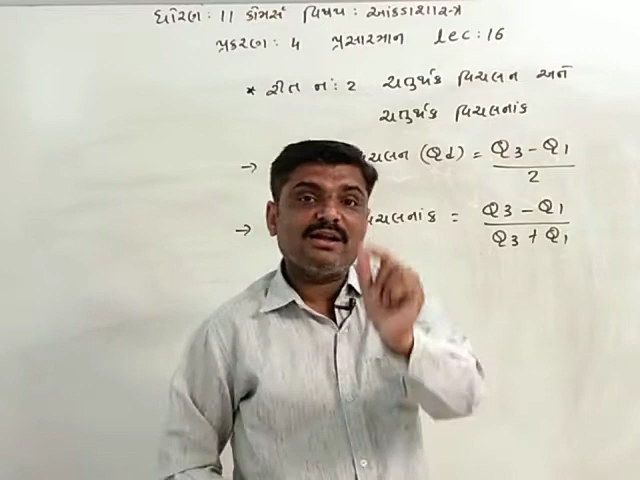 ધોરણ : 11 કોમર્સ વિષય : આંકડાશાસ્ત્ર
પ્રકરણ : 4 પ્રસારમાન lec : 16
* રીત નં : 2 ચતુર્થક વિચલન અને
ચતુર્થક વિચલનાંક
→ ચલન (Qd) = Q3 - Q1 / 2
→ ચલનાંક = Q3 - Q1 / Q3 + Q1